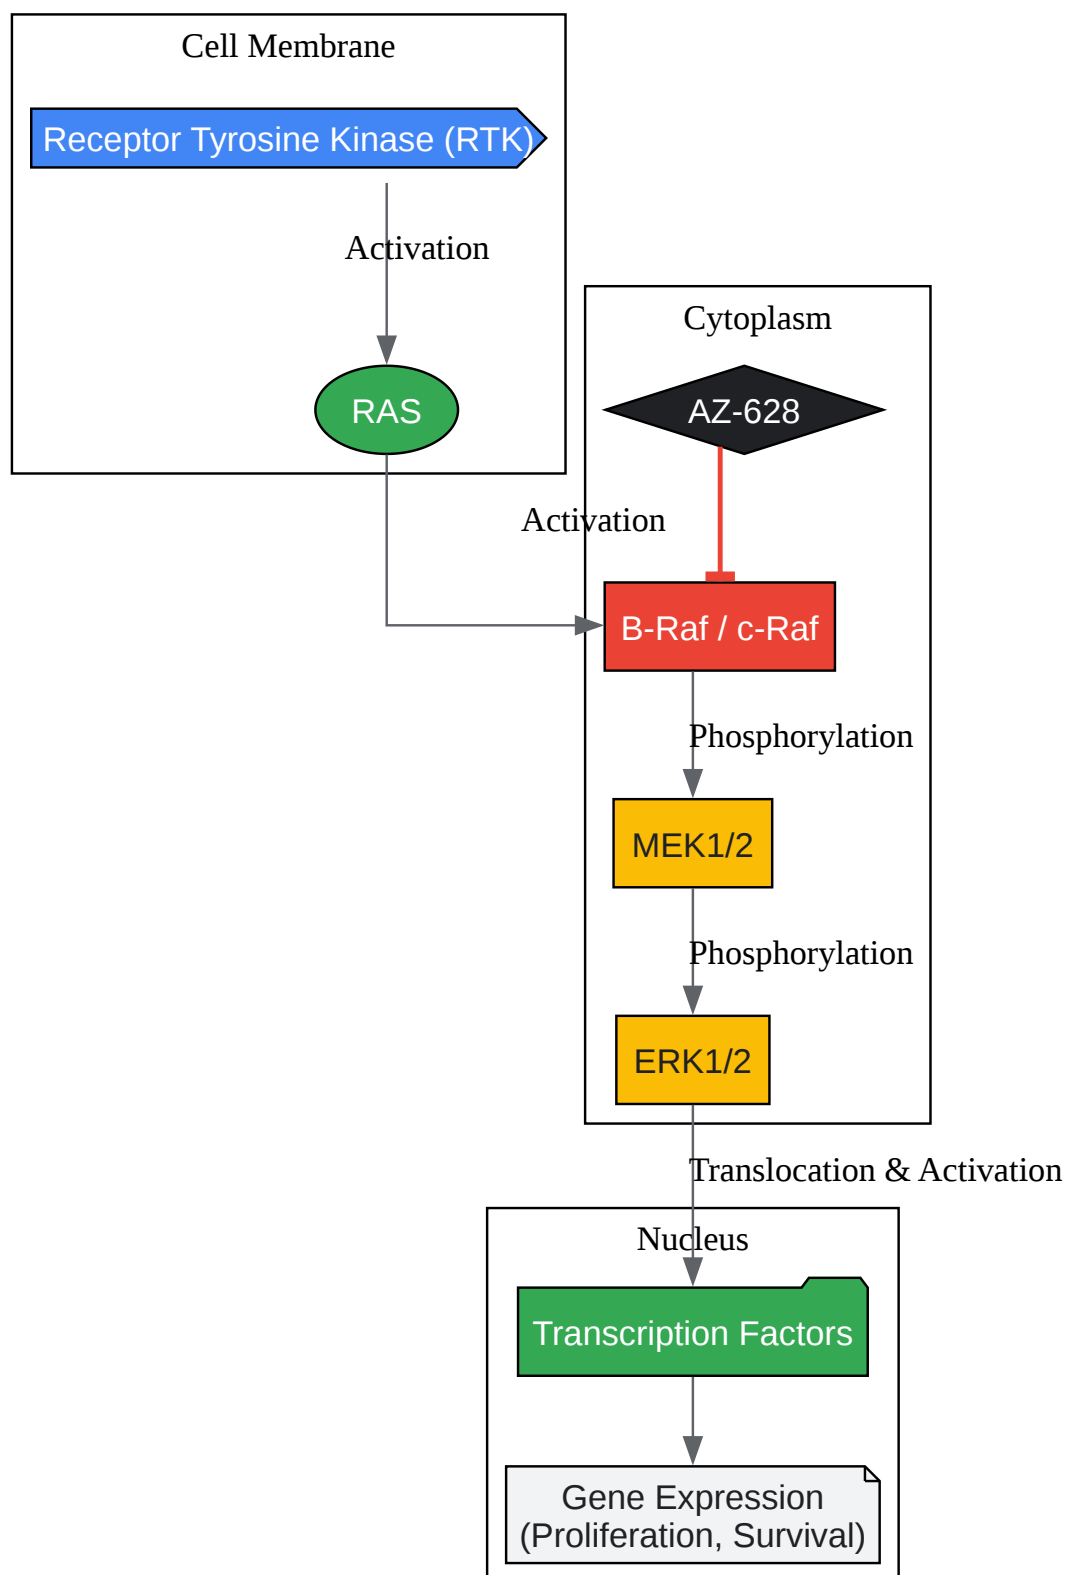 Cell Membrane
Receptor Tyrosine Kinase (RTK)
Activation
RAS
Cytoplasm
AZ-628
Activation
B-Raf / c-Raf
Phosphorylation
MEK1/2
Phosphorylation
ERK1/2
Translocation & Activation
Nucleus
Transcription Factors
Gene Expression
(Proliferation, Survival)